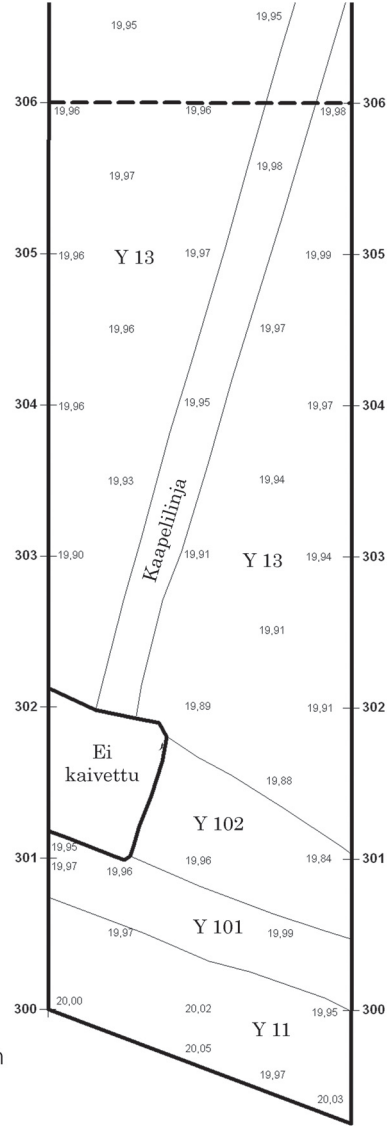 19,95
19,95
306 19,96 19,96 19,98 306
19,98
19,97
305 19,96 Y 13 19,97 19,99 305
19,96 19,97
304 19,96 19,95 19,97 304
19,93 19,94
Kaapelilinja
303 19,90 19,91 Y 13 19,94 303
19,91
302 19,89 19,91 302
Ei
kaivettu
19,88
Y 102
19,95
301 19,97 19,96 19,96 19,84 301
19,97 Y 101 19,99
300 20,00 20,02 19,95 300
Y 11
20,05
n
19,97
20,03